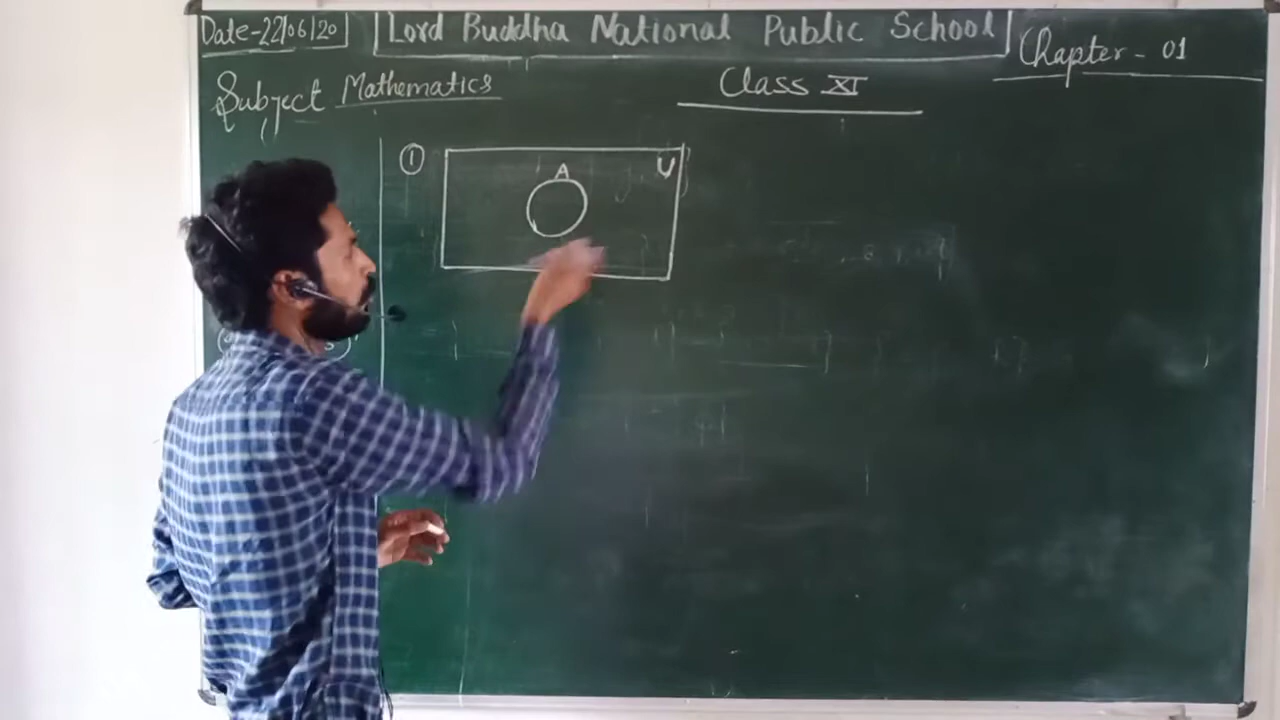 Date-22/06/20
Lord Buddha National Public School
Chapter - 01
Subject Mathematics
Class XI
①
A
U